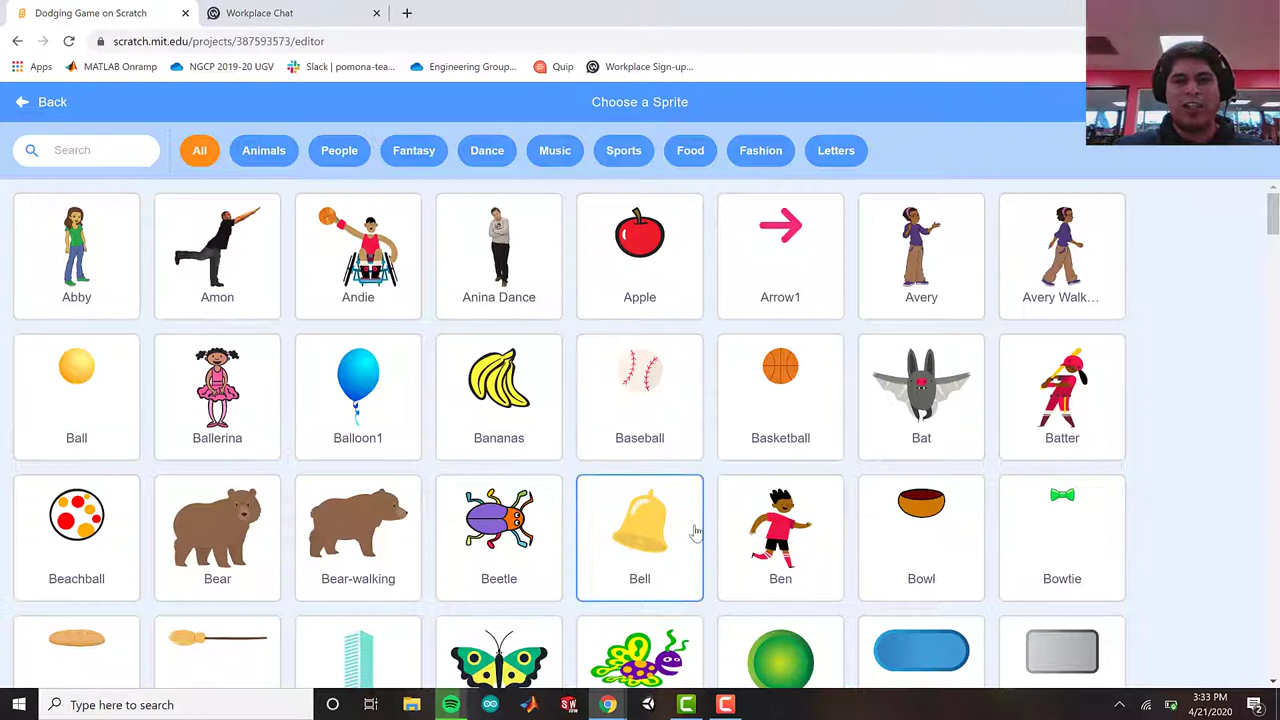 Dodging Game on Scratch
Workplace Chat
scratch.mit.edu/projects/387593573/editor
Apps
MATLAB Onramp
NGCP 2019-20 UGV
Slack | pomona-tea...
Engineering Group...
Quip
Workplace Sign-up...
Back
Choose a Sprite
Search
All
Animals
People
Fantasy
Dance
Music
Sports
Food
Fashion
Letters
Abby
Amon
Andie
Anina Dance
Apple
Arrow1
Avery
Avery Walk...
Ball
Ballerina
Balloon1
Bananas
Baseball
Basketball
Bat
Batter
Beachball
Bear
Bear-walking
Beetle
Bell
Ben
Bowl
Bowtie
Type here to search
3:33 PM
4/21/2020
2